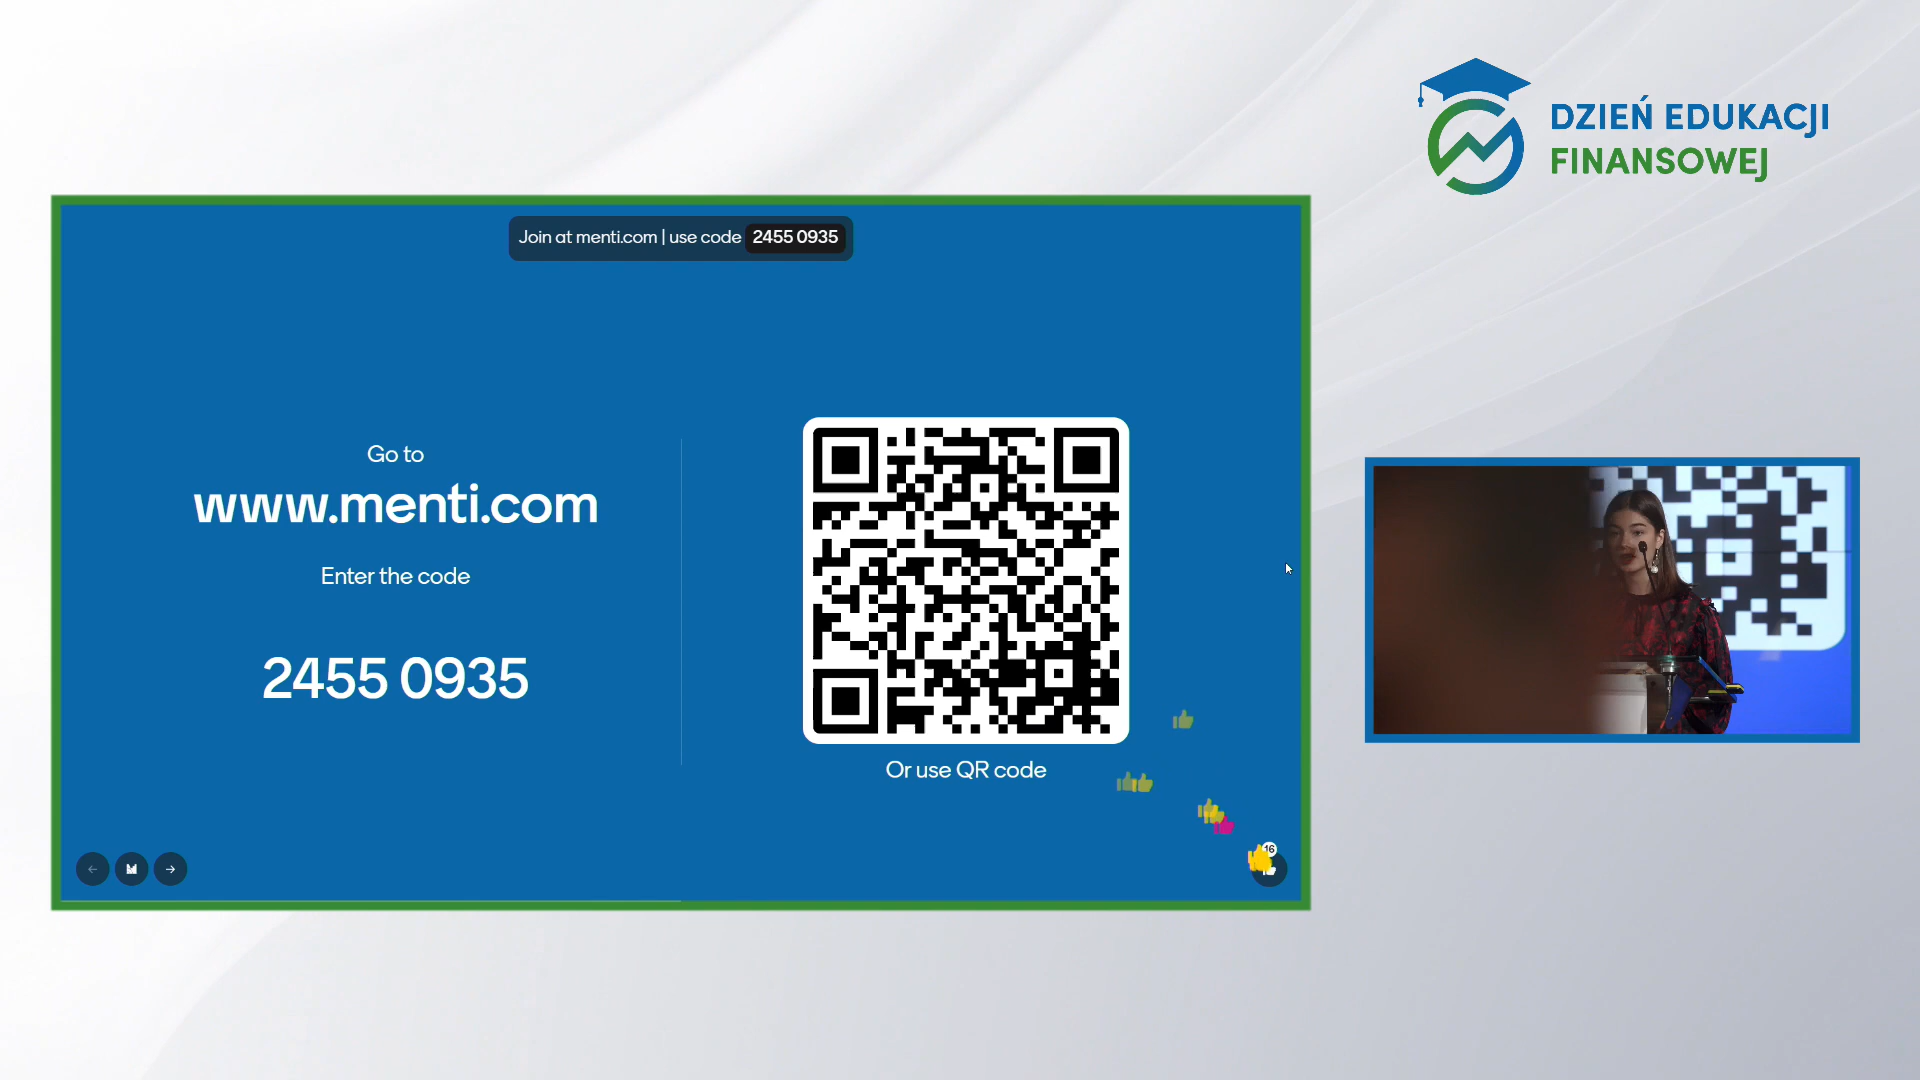 DZIEŃ EDUKACJI
FINANSOWEJ
Join at menti.com | use code 2455 0935
Go to
www.menti.com
Enter the code
2455 0935
Or use QR code
16